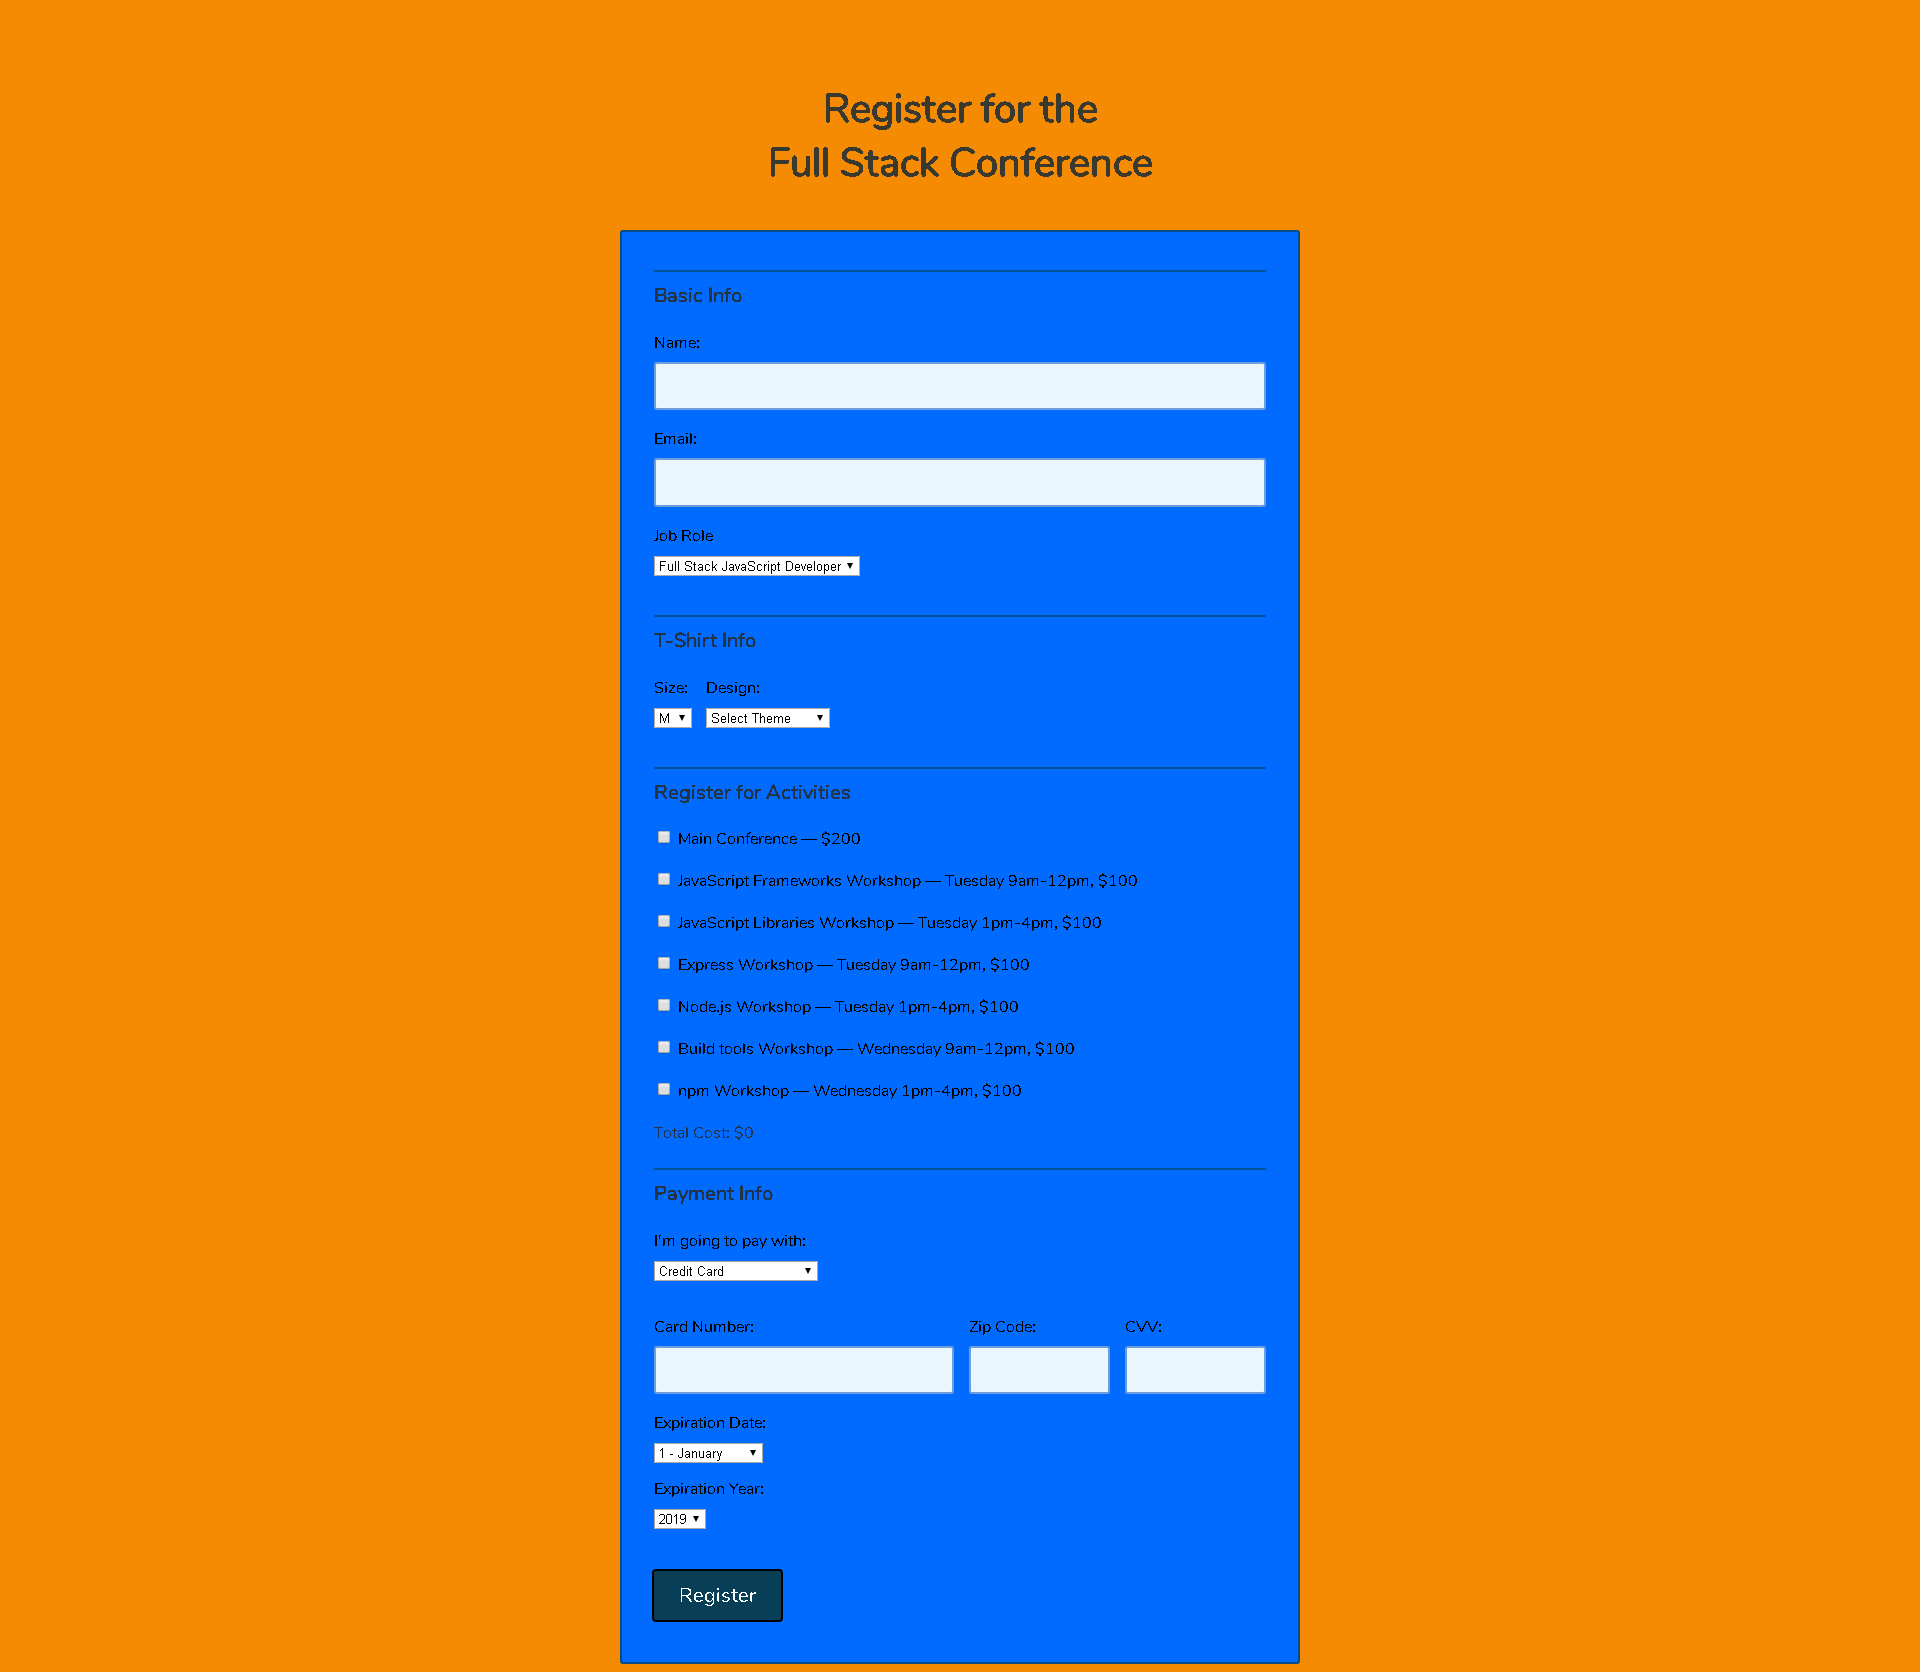 Register for the
Full Stack Conference
Basic Info
Name:
Email:
Job Role
Full Stack JavaScript Developer
T-Shirt Info
Size: Design:
M Select Theme
Register for Activities
Main Conference — $200
JavaScript Frameworks Workshop — Tuesday 9am-12pm, $100
JavaScript Libraries Workshop — Tuesday 1pm-4pm, $100
Express Workshop — Tuesday 9am-12pm, $100
Node.js Workshop — Tuesday 1pm-4pm, $100
Build tools Workshop — Wednesday 9am-12pm, $100
npm Workshop — Wednesday 1pm-4pm, $100
Total Cost: $0
Payment Info
I'm going to pay with:
Credit Card
Card Number: Zip Code: CVV:
Expiration Date:
1 - January
Expiration Year:
2019
Register